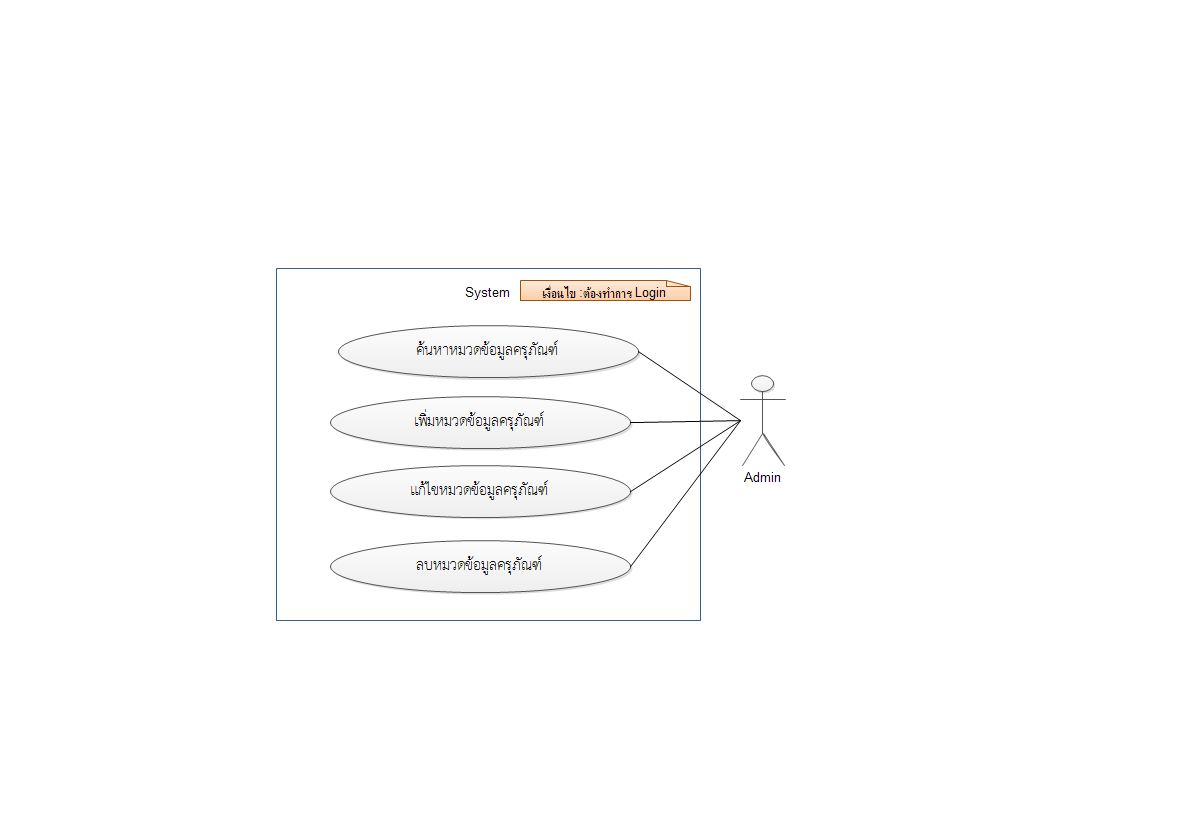 System
เงื่อนไข :ต้องทำการ Login
ค้นหาหมวดข้อมูลครุภัณฑ์
เพิ่มหมวดข้อมูลครุภัณฑ์
แก้ไขหมวดข้อมูลครุภัณฑ์
ลบหมวดข้อมูลครุภัณฑ์
Admin